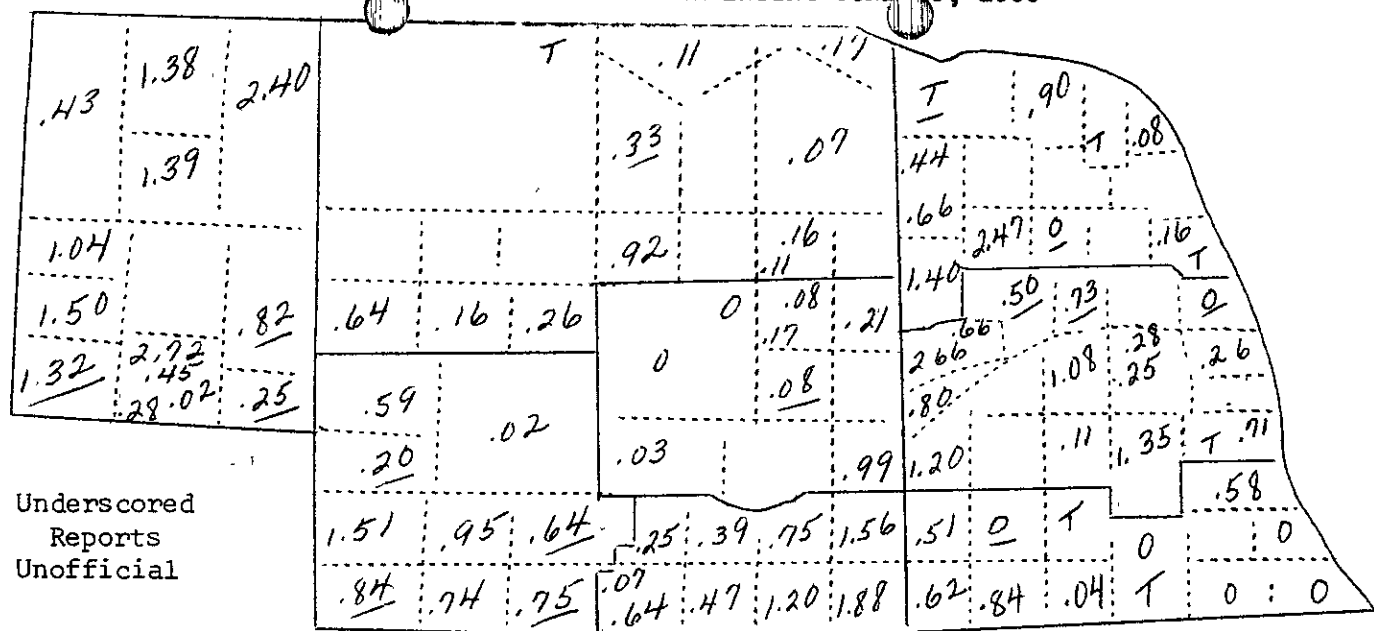 T .11
.43 1.38 2.40 T .90
1.39 .33 .07 .44 T .08
1.04 .92 .16 .66 2.47 0 .16
.11 1.40 T
1.50 .82 .64 .16 .26 0 .08 .21 .50 .73 0
.17 .66
1.32 2.72 0 2.66 1.08 .28 .26
.45 .25
.28 .02 .25 .59 .02 .08 .80
.20 .03 .99 1.20 .11 1.35 T .71
Underscored 1.51 .95 .64 .25 .39 .75 1.56 .51 0 T .58
Reports 0 0
Unofficial .84 .74 .75 .07
.64 .47 1.20 1.88 .62 .84 .04 T 0 0